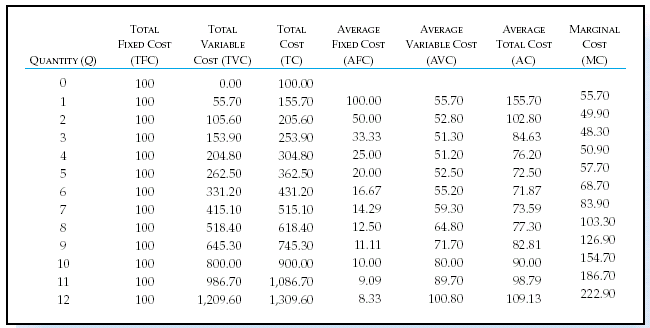 TOTAL TOTAL TOTAL AVERAGE AVERAGE AVERAGE MARGINAL
FIXED COST VARIABLE COST FIXED COST VARIABLE COST TOTAL COST COST
QUANTITY (Q) (TFC) COST (TVC) (TC) (AFC) (AVC) (AC) (MC)
0 100 0.00 100.00
1 100 55.70 155.70 100.00 55.70 155.70 55.70
2 100 105.60 205.60 50.00 52.80 102.80 49.90
3 100 153.90 253.90 33.33 51.30 84.63 48.30
4 100 204.80 304.80 25.00 51.20 76.20 50.90
5 100 262.50 362.50 20.00 52.50 72.50 57.70
6 100 331.20 431.20 16.67 55.20 71.87 68.70
7 100 415.10 515.10 14.29 59.30 73.59 83.90
8 100 518.40 618.40 12.50 64.80 77.30 103.30
9 100 645.30 745.30 11.11 71.70 82.81 126.90
10 100 800.00 900.00 10.00 80.00 90.00 154.70
11 100 986.70 1,086.70 9.09 89.70 98.79 186.70
12 100 1,209.60 1,309.60 8.33 100.80 109.13 222.90